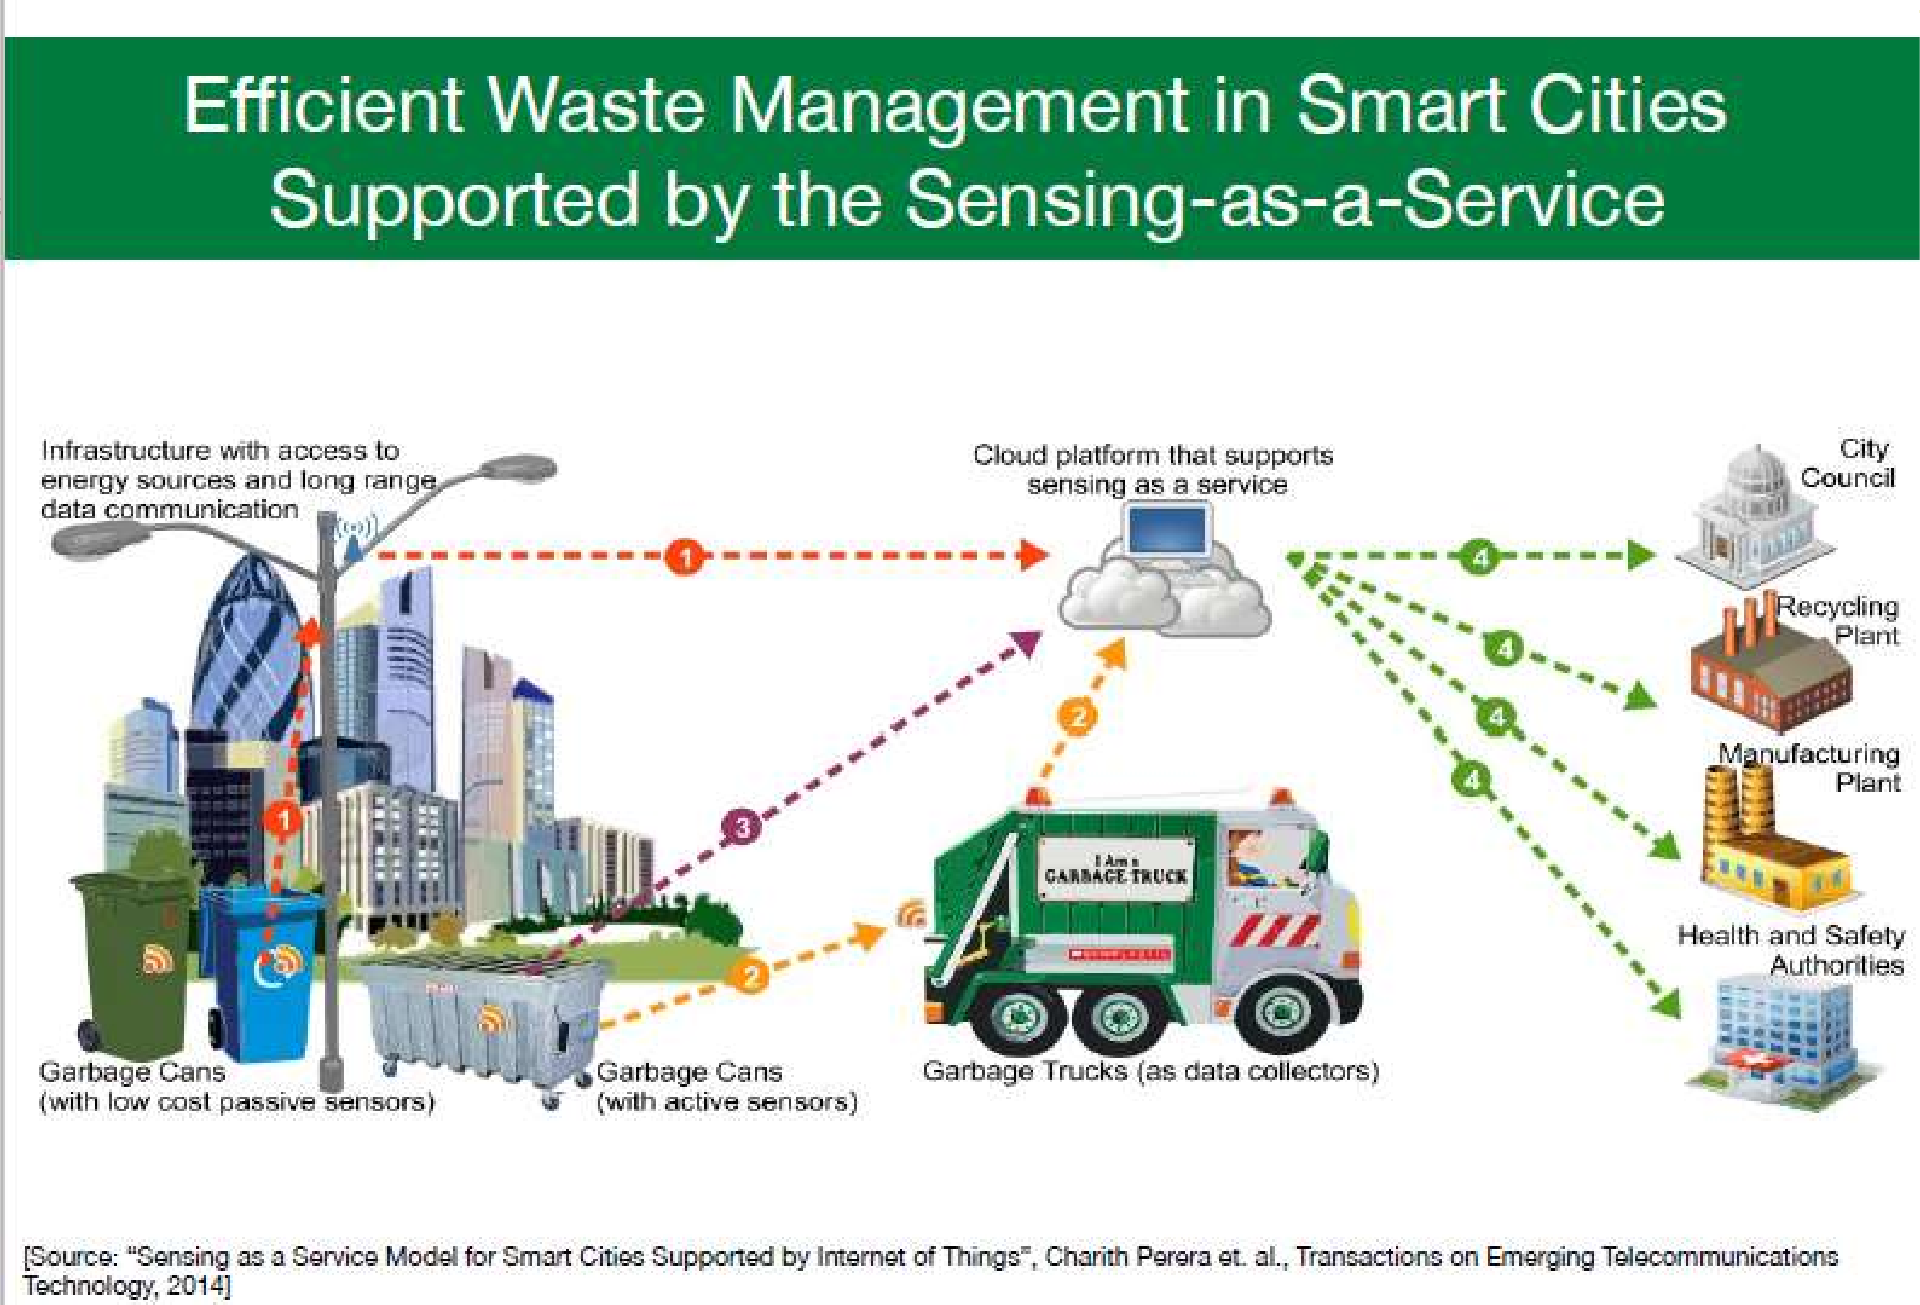 Efficient Waste Management in Smart Cities
Supported by the Sensing-as-a-Service
Infrastructure with access to
energy sources and long range
data communication
Cloud platform that supports
sensing as a service
City
Council
1
4
Recycling
Plant
4
2
4
Manufacturing
Plant
4
1
3
I Am a
GARBAGE TRUCK
Health and Safety
Authorities
2
Garbage Cans
(with low cost passive sensors)
Garbage Cans
(with active sensors)
Garbage Trucks (as data collectors)
[Source: “Sensing as a Service Model for Smart Cities Supported by Internet of Things”, Charith Perera et. al., Transactions on Emerging Telecommunications
Technology, 2014]